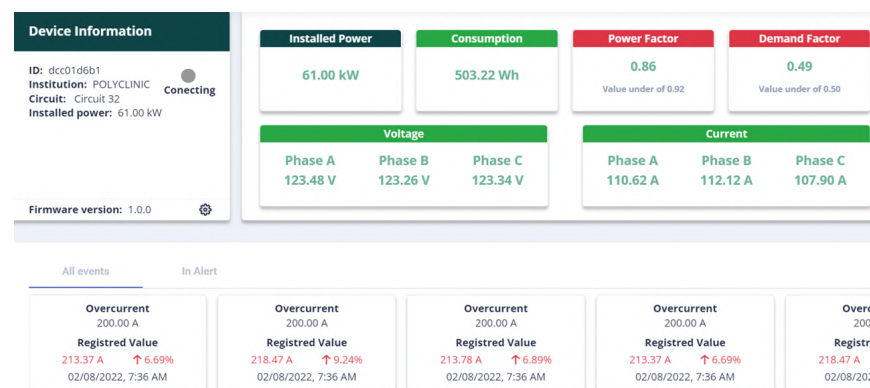 Device Information
ID: dcc01d6b1
Institution: POLYCLINIC
Circuit: Circuit 32
Installed power: 61.00 kW
Conecting
Firmware version: 1.0.0
Installed Power
61.00 kW
Consumption
503.22 Wh
Power Factor
0.86
Value under of 0.92
Demand Factor
0.49
Value under of 0.50
Voltage
Phase A Phase B Phase C
123.48 V 123.26 V 123.34 V
Current
Phase A Phase B Phase C
110.62 A 112.12 A 107.90 A
All events In Alert
Overcurrent
200.00 A
Registred Value
213.37 A ↑ 6.69%
02/08/2022, 7:36 AM
Overcurrent
200.00 A
Registred Value
218.47 A ↑ 9.24%
02/08/2022, 7:36 AM
Overcurrent
200.00 A
Registred Value
213.78 A ↑ 6.89%
02/08/2022, 7:36 AM
Overcurrent
200.00 A
Registred Value
213.37 A ↑ 6.69%
02/08/2022, 7:36 AM
Overc
200
Registr
218.47 A
02/08/202